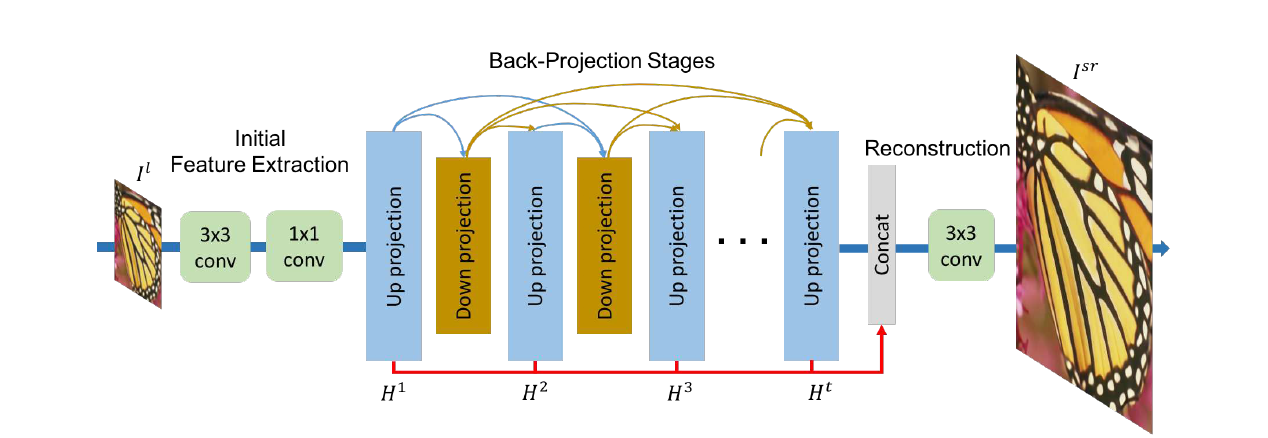 Back-Projection Stages
I^{sr}
Initial
Feature Extraction
Reconstruction
I^{l}
3x3
conv
1x1
conv
Up projection
Down projection
Up projection
Down projection
Up projection
. . .
Up projection
Concat
3x3
conv
H^{1}
H^{2}
H^{3}
H^{t}